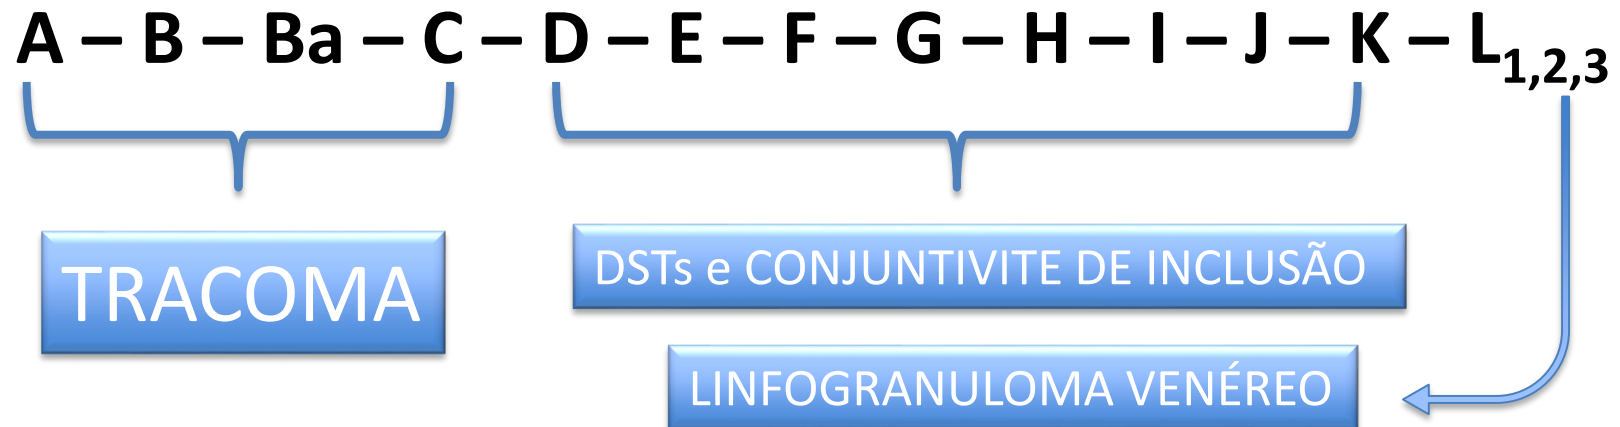 A – B – Ba – C – D – E – F – G – H – I – J – K – L1,2,3
TRACOMA
DSTs e CONJUNTIVITE DE INCLUSÃO
LINFOGRANULOMA VENÉREO